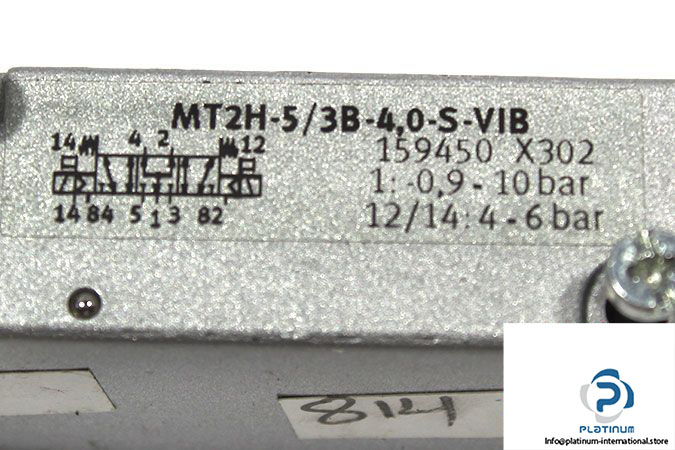 MT2H-5/3B-4,0-S-VIB
14 4 2 12
159450 X302
1: -0,9 - 10 bar
14 84 5 1 3 82
12/14: 4 - 6 bar
814
PLATINUM
info@platinum-international.store